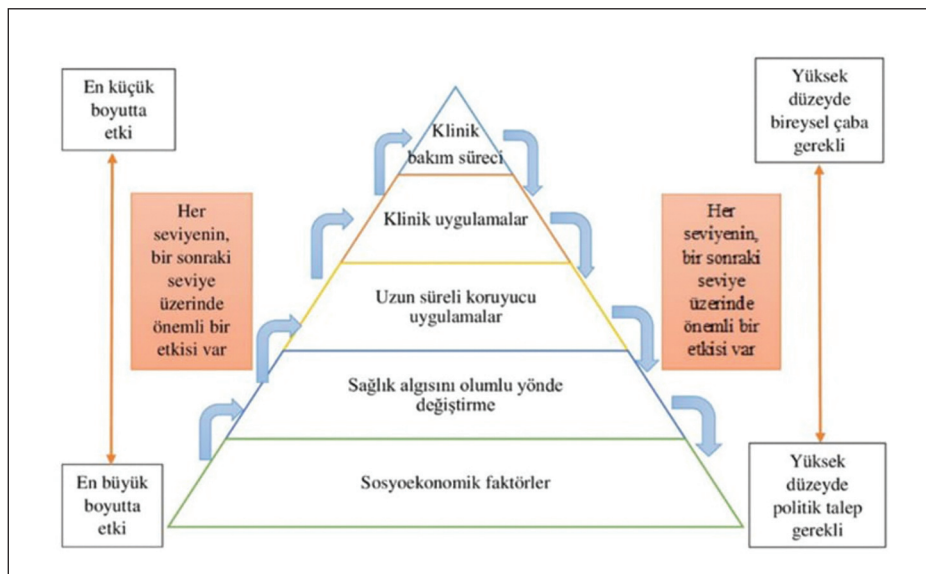 En küçük
boyutta
etki
Yüksek
düzeyde
bireysel çaba
gerekli
Klinik
bakım süreci
Her
seviyenin,
bir sonraki
seviye
üzerinde
önemli bir
etkisi var
Klinik uygulamalar
Her
seviyenin,
bir sonraki
seviye
üzerinde
önemli bir
etkisi var
Uzun süreli koruyucu
uygulamalar
Sağlık algısını olumlu yönde
değiştirme
En büyük
boyutta
etki
Sosyoekonomik faktörler
Yüksek
düzeyde
politik talep
gerekli